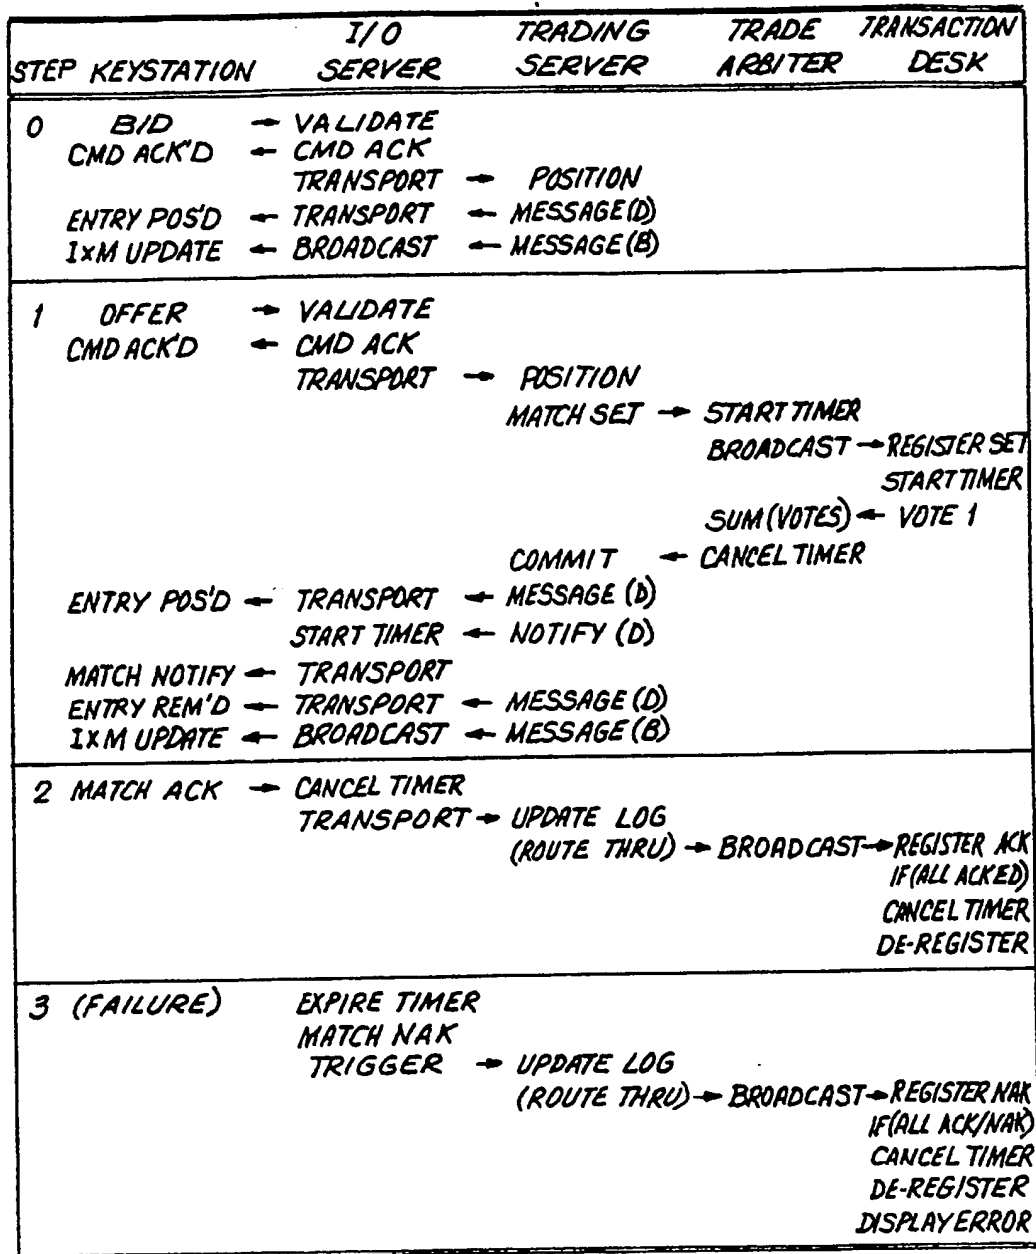 I/O TRADING TRADE TRANSACTION
STEP KEYSTATION SERVER SERVER ARBITER DESK
0 BID → VALIDATE
CMD ACK'D ← CMD ACK
TRANSPORT → POSITION
ENTRY POS'D ← TRANSPORT ← MESSAGE(D)
IXM UPDATE ← BROADCAST ← MESSAGE(B)
1 OFFER → VALIDATE
CMD ACK'D ← CMD ACK
TRANSPORT → POSITION
MATCH SET → START TIMER
BROADCAST → REGISTER SET
START TIMER
SUM(VOTES) ← VOTE 1
COMMIT ← CANCEL TIMER
ENTRY POS'D ← TRANSPORT ← MESSAGE (D)
START TIMER ← NOTIFY (D)
MATCH NOTIFY ← TRANSPORT
ENTRY REM'D ← TRANSPORT ← MESSAGE(D)
IXM UPDATE ← BROADCAST ← MESSAGE(B)
2 MATCH ACK → CANCEL TIMER
TRANSPORT → UPDATE LOG
(ROUTE THRU) → BROADCAST → REGISTER ACK
IF(ALL ACKED)
CANCEL TIMER
DE-REGISTER
3 (FAILURE) EXPIRE TIMER
MATCH NAK
TRIGGER → UPDATE LOG
(ROUTE THRU) → BROADCAST → REGISTER NAK
IF(ALL ACK/NAK)
CANCEL TIMER
DE-REGISTER
DISPLAY ERROR